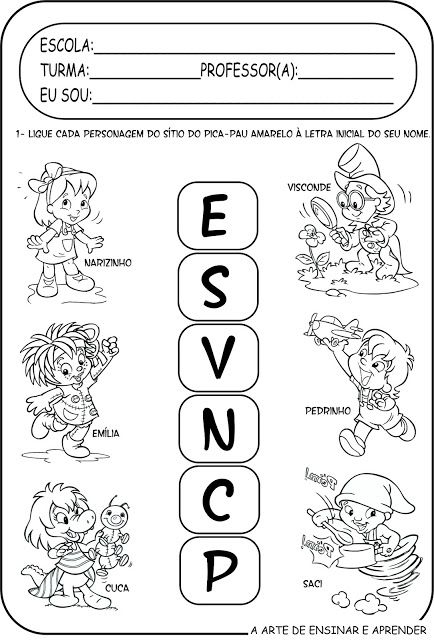 ESCOLA:
TURMA: PROFESSOR(A):
EU SOU:
1- LIGUE CADA PERSONAGEM DO SÍTIO DO PICA-PAU AMARELO À LETRA INICIAL DO SEU NOME.
VISCONDE
E
NARIZINHO
S
V
PEDRINHO
EMÍLIA
N
C
CUCA
P
SACI
A ARTE DE ENSINAR E APRENDER